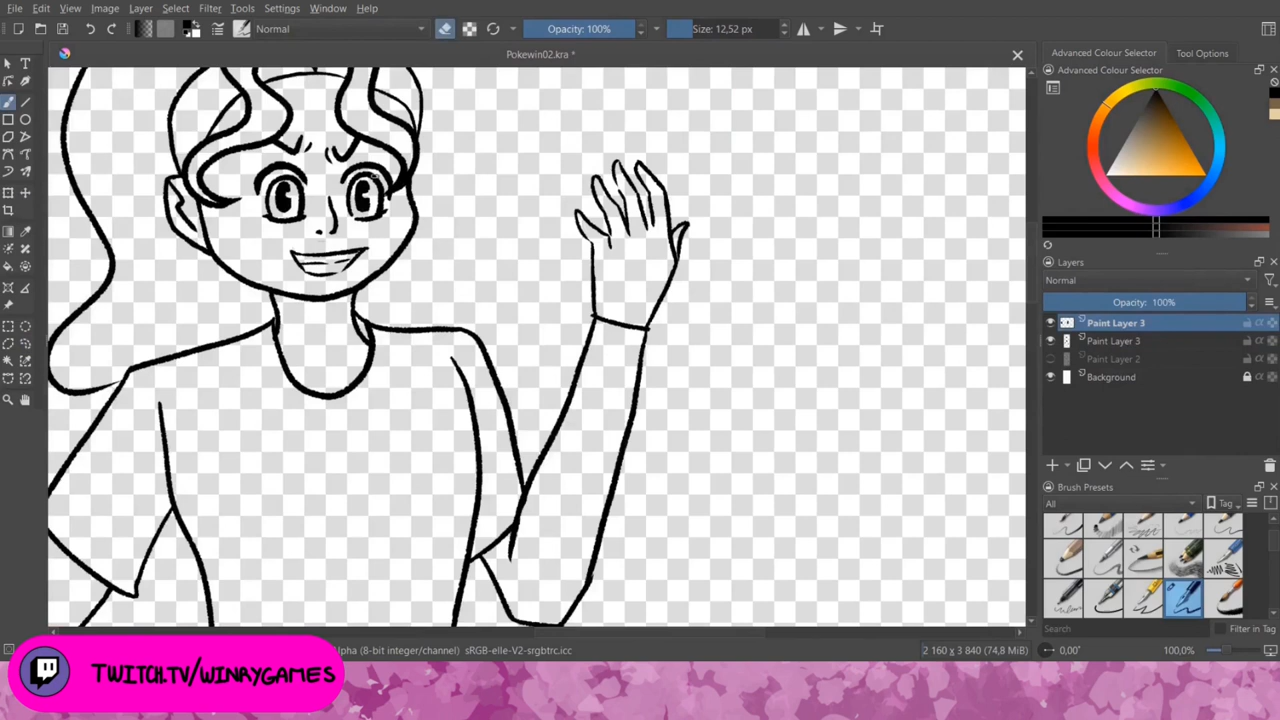 File Edit View Image Layer Select Filter Tools Settings Window Help
Normal
Opacity: 100%
Size: 12,52 px
Pokewin02.kra *
Advanced Colour Selector
Tool Options
Advanced Colour Selector
Layers
Normal
Opacity: 100%
Paint Layer 3
Paint Layer 3
Paint Layer 2
Background
Brush Presets
All
Tag
Search
Filter in Tag
lpha (8-bit integer/channel) sRGB-elle-V2-srgbtrc.icc
2 160 x 3 840 (74,8 MiB)
0,00°
100,0%
TWITCH.TV/WINRYGAMES